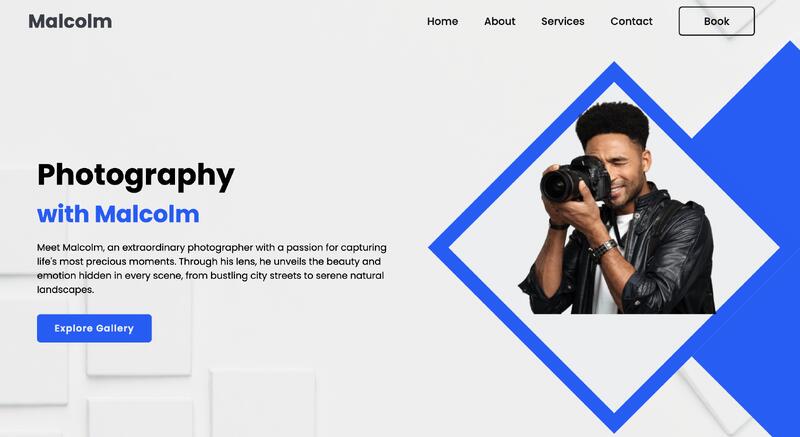 Malcolm
Home About Services Contact Book
Photography
with Malcolm
Meet Malcolm, an extraordinary photographer with a passion for capturing
life's most precious moments. Through his lens, he unveils the beauty and
emotion hidden in every scene, from bustling city streets to serene natural
landscapes.
Explore Gallery